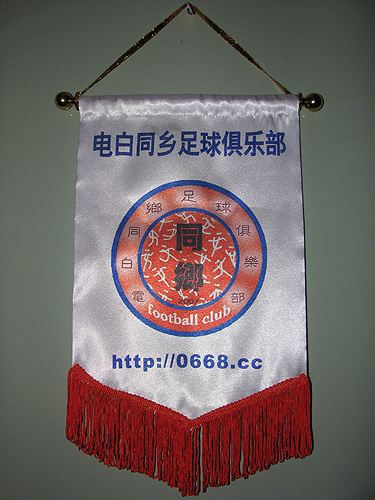 电白同乡足球俱乐部
電白同鄉足球俱樂部
同鄉
2007
football club
http://0668.cc